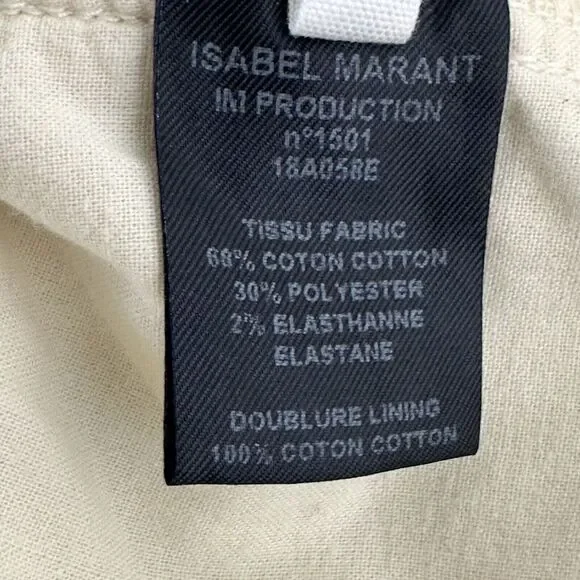 ISABEL MARANT
IM PRODUCTION
n°1501
18A058E
TISSU FABRIC
68% COTON COTTON
30% POLYESTER
2% ELASTHANNE
ELASTANE
DOUBLURE LINING
100% COTON COTTON